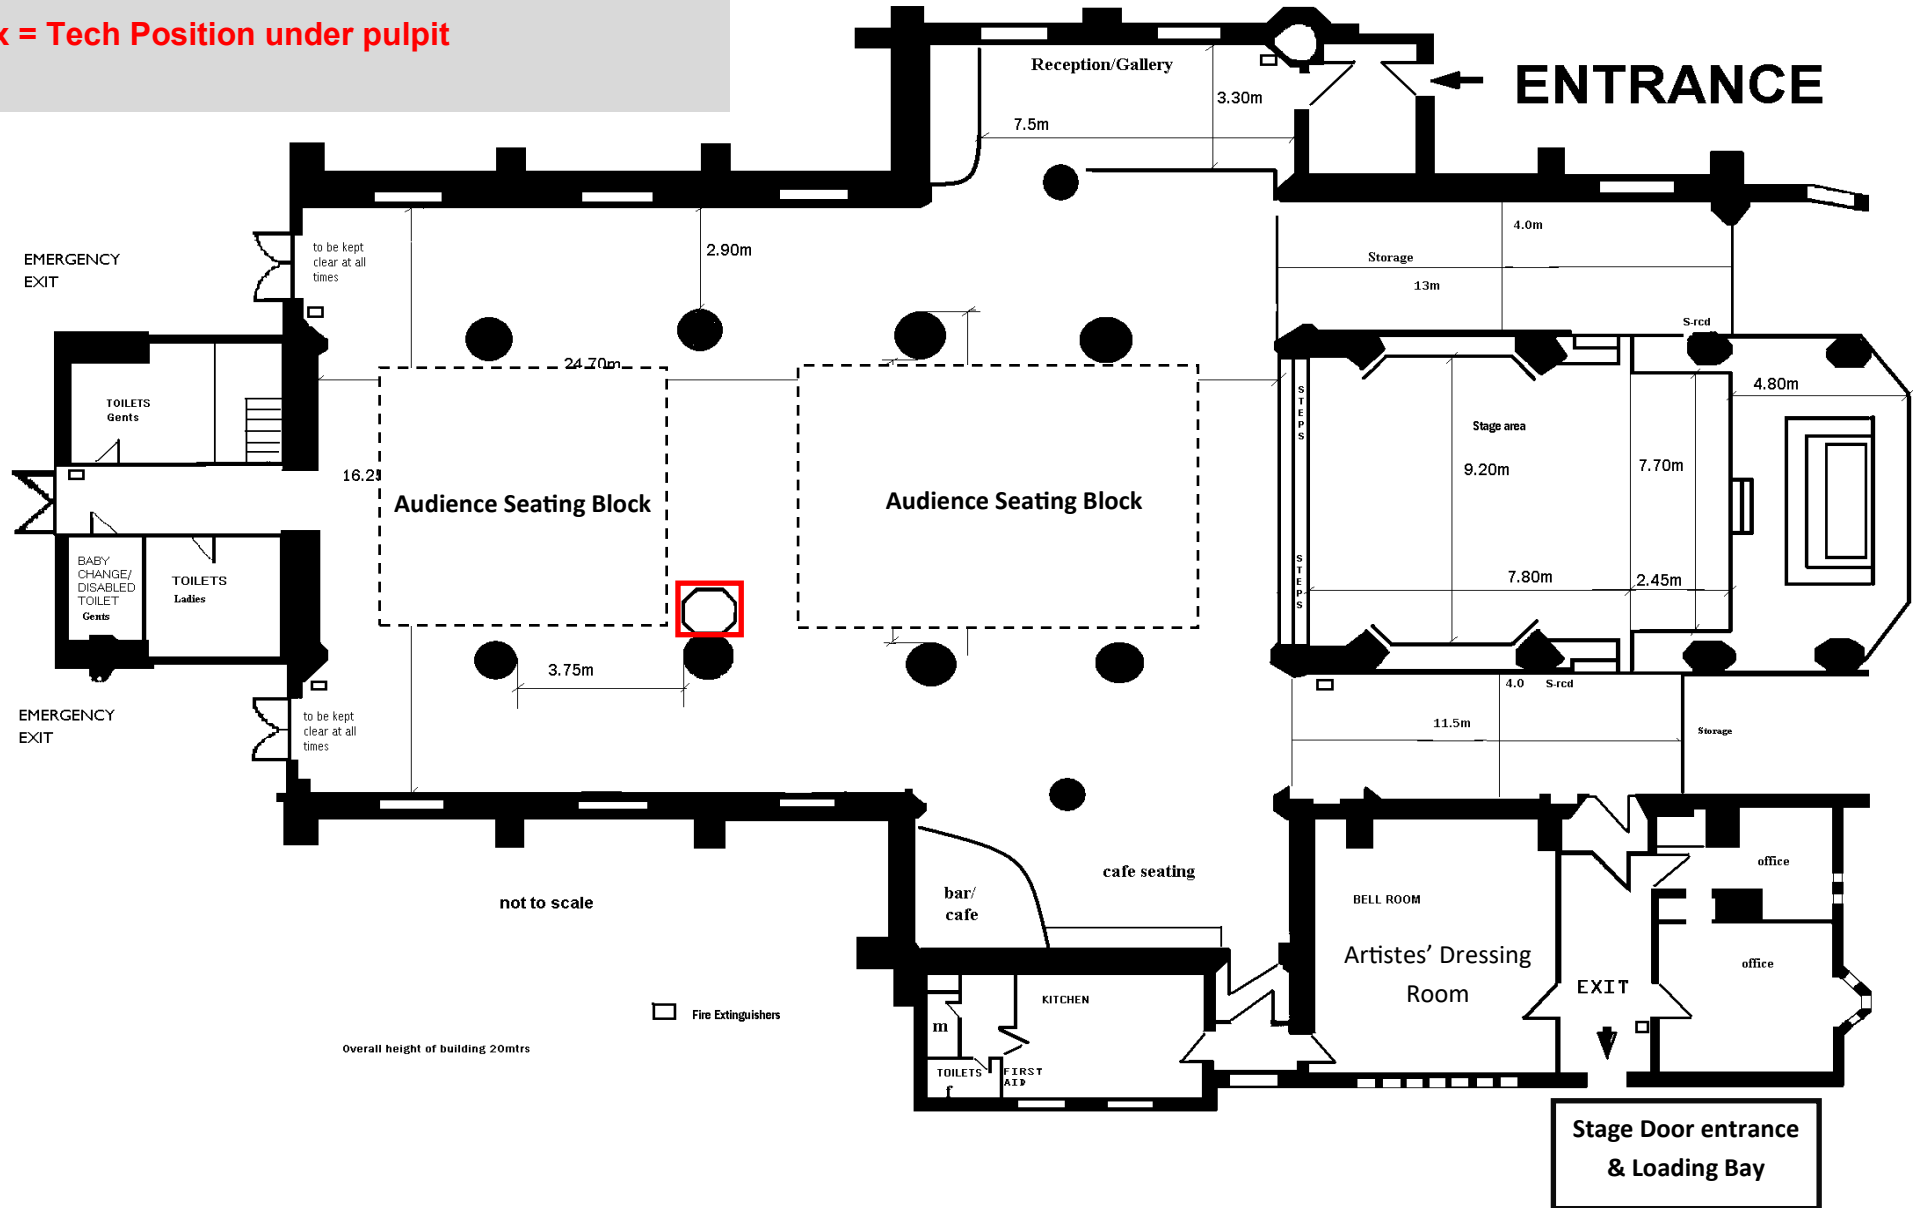 x = Tech Position under pulpit
ENTRANCE
Reception/Gallery
3.30m
7.5m
EMERGENCY
EXIT
to be kept
clear at all
times
2.90m
4.0m
Storage
13m
S-rcd
24.70m
TOILETS
Gents
STEPS
Stage area
4.80m
9.20m
7.70m
Audience Seating Block
Audience Seating Block
BABY
CHANGE/
DISABLED
TOILET
Gents
TOILETS
Ladies
STEPS
7.80m
2.45m
3.75m
EMERGENCY
EXIT
to be kept
clear at all
times
4.0
S-rcd
11.5m
Storage
not to scale
bar/
cafe
cafe seating
BELL ROOM
Artistes’ Dressing
Room
office
office
EXIT
KITCHEN
m
TOILETS
f
FIRST
AID
Fire Extinguishers
Overall height of building 20mtrs
Stage Door entrance
& Loading Bay